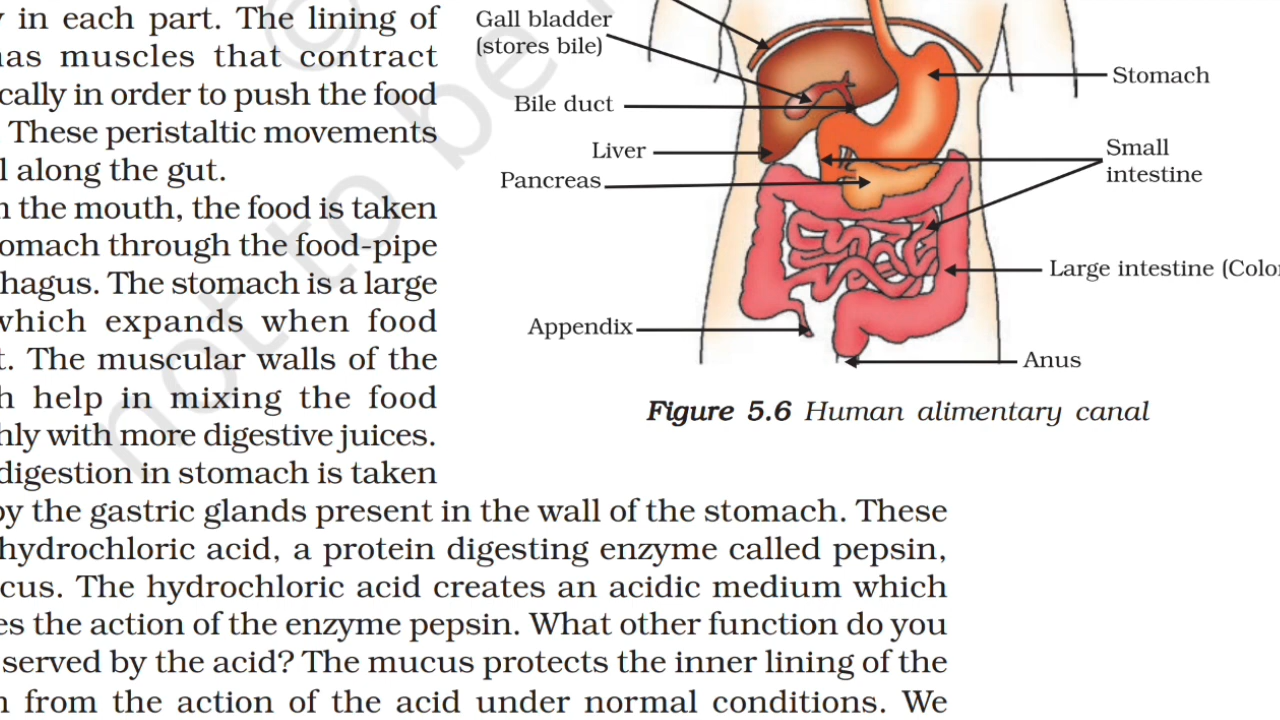 y in each part. The lining of
as muscles that contract
cally in order to push the food
. These peristaltic movements
l along the gut.
the mouth, the food is taken
omach through the food-pipe
hagus. The stomach is a large
which expands when food
t. The muscular walls of the
h help in mixing the food
hly with more digestive juices.
digestion in stomach is taken
by the gastric glands present in the wall of the stomach. These
hydrochloric acid, a protein digesting enzyme called pepsin,
cus. The hydrochloric acid creates an acidic medium which
es the action of the enzyme pepsin. What other function do you
served by the acid? The mucus protects the inner lining of the
from the action of the acid under normal conditions. We
Gall bladder
(stores bile)
Bile duct
Liver
Pancreas
Appendix
Stomach
Small
intestine
Large intestine (Colo
Anus
Figure 5.6 Human alimentary canal
not to be
©